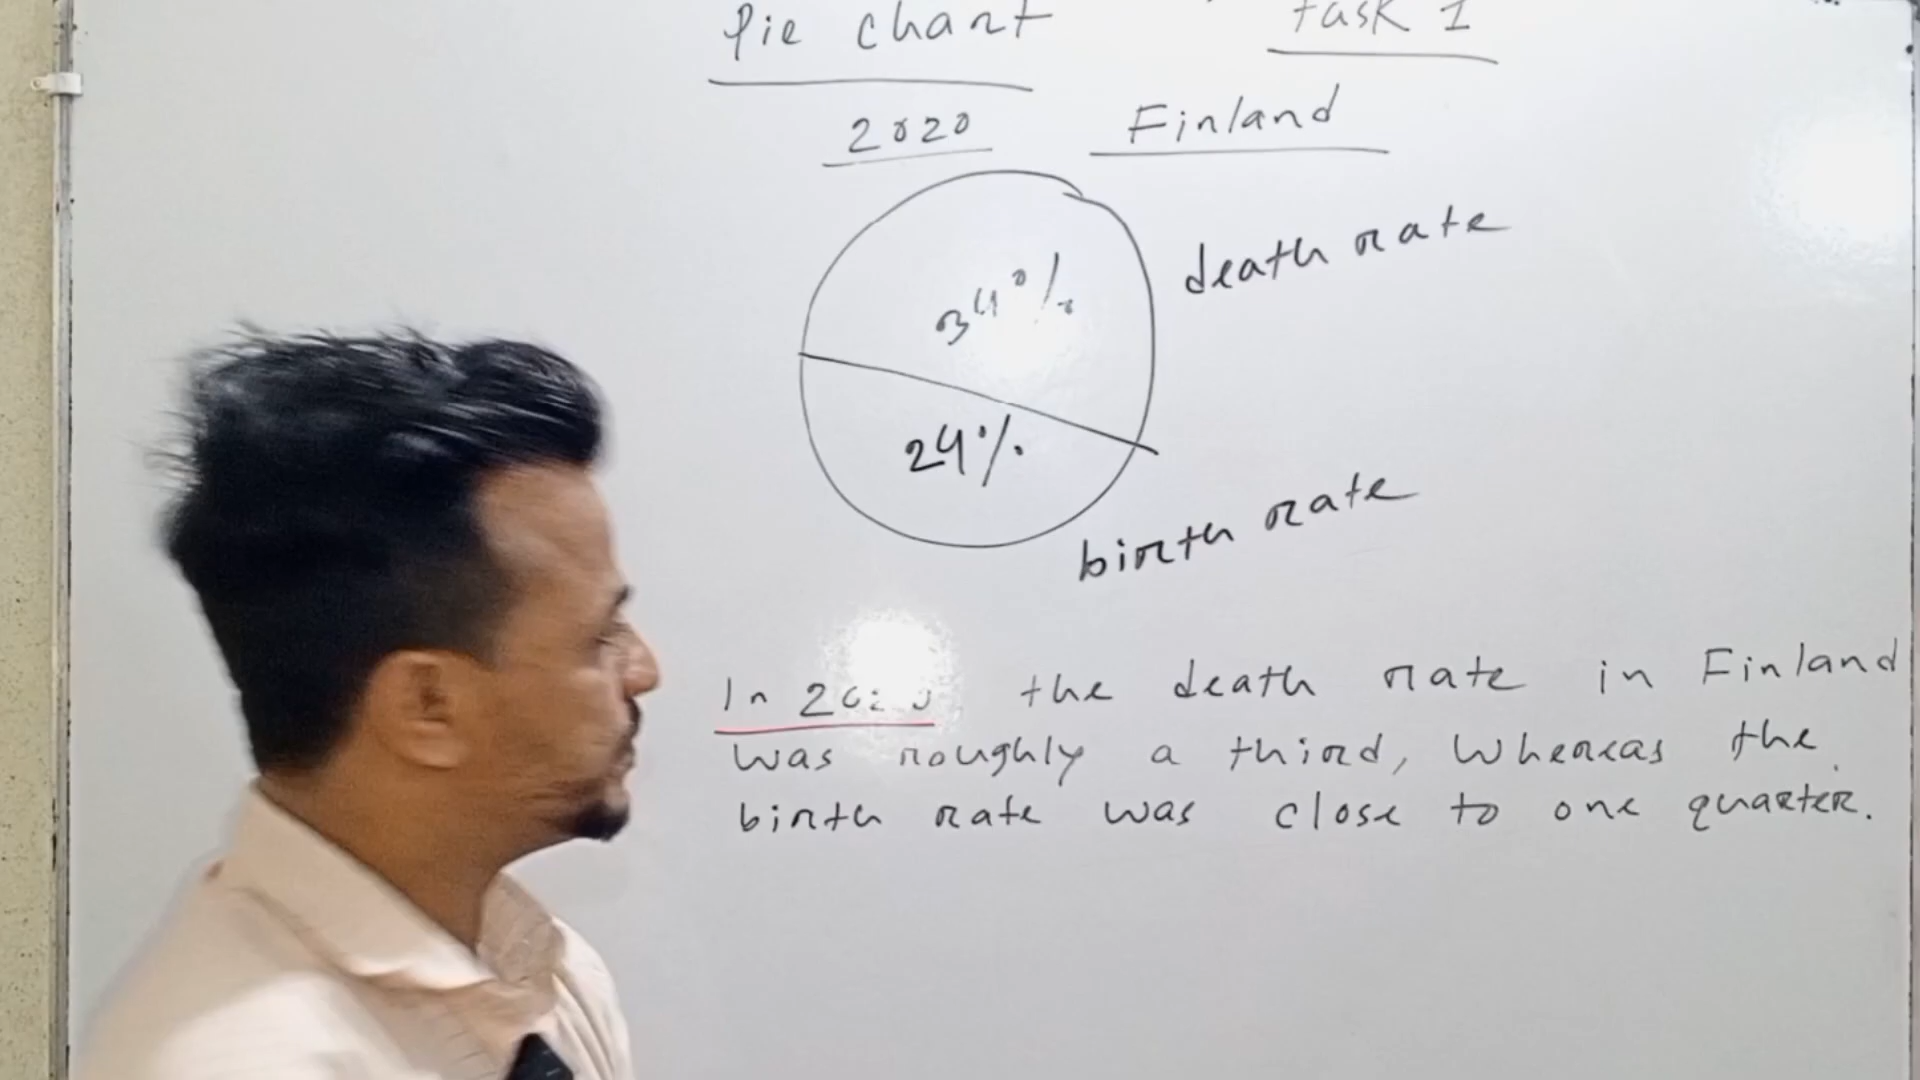 Pie chart task 1
2020 Finland
34% death rate
24%
birth rate
In the death rate in Finland
was roughly a third, whereas the
birth rate was close to one quarter.